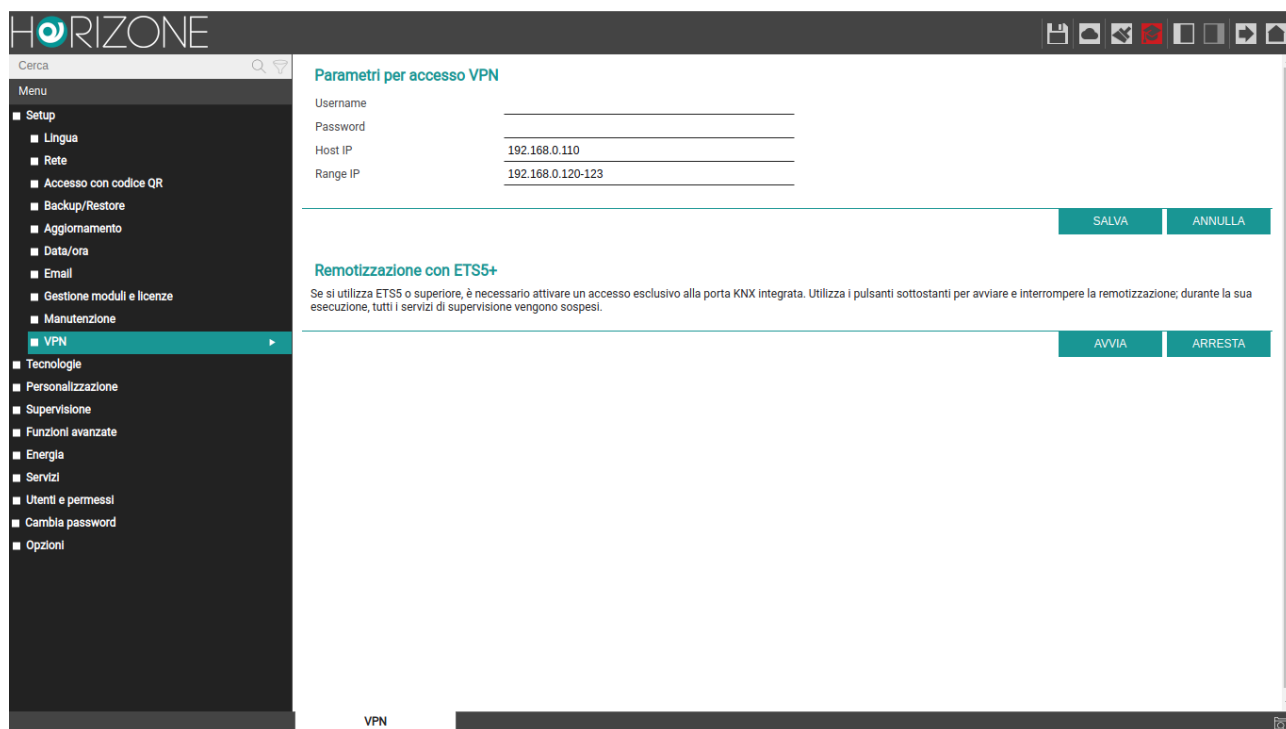 HORIZONE
Cerca
Menu
Setup
Lingua
Rete
Accesso con codice QR
Backup/Restore
Aggiornamento
Data/ora
Email
Gestione moduli e licenze
Manutenzione
VPN
Tecnologie
Personalizzazione
Supervisione
Funzioni avanzate
Energia
Servizi
Utenti e permessi
Cambia password
Opzioni
Parametri per accesso VPN
Username
Password
Host IP 192.168.0.110
Range IP 192.168.0.120-123
SALVA ANNULLA
Remotizzazione con ETS5+
Se si utilizza ETS5 o superiore, è necessario attivare un accesso esclusivo alla porta KNX integrata. Utilizza i pulsanti sottostanti per avviare e interrompere la remotizzazione; durante la sua
esecuzione, tutti i servizi di supervisione vengono sospesi.
AVVIA ARRESTA
VPN